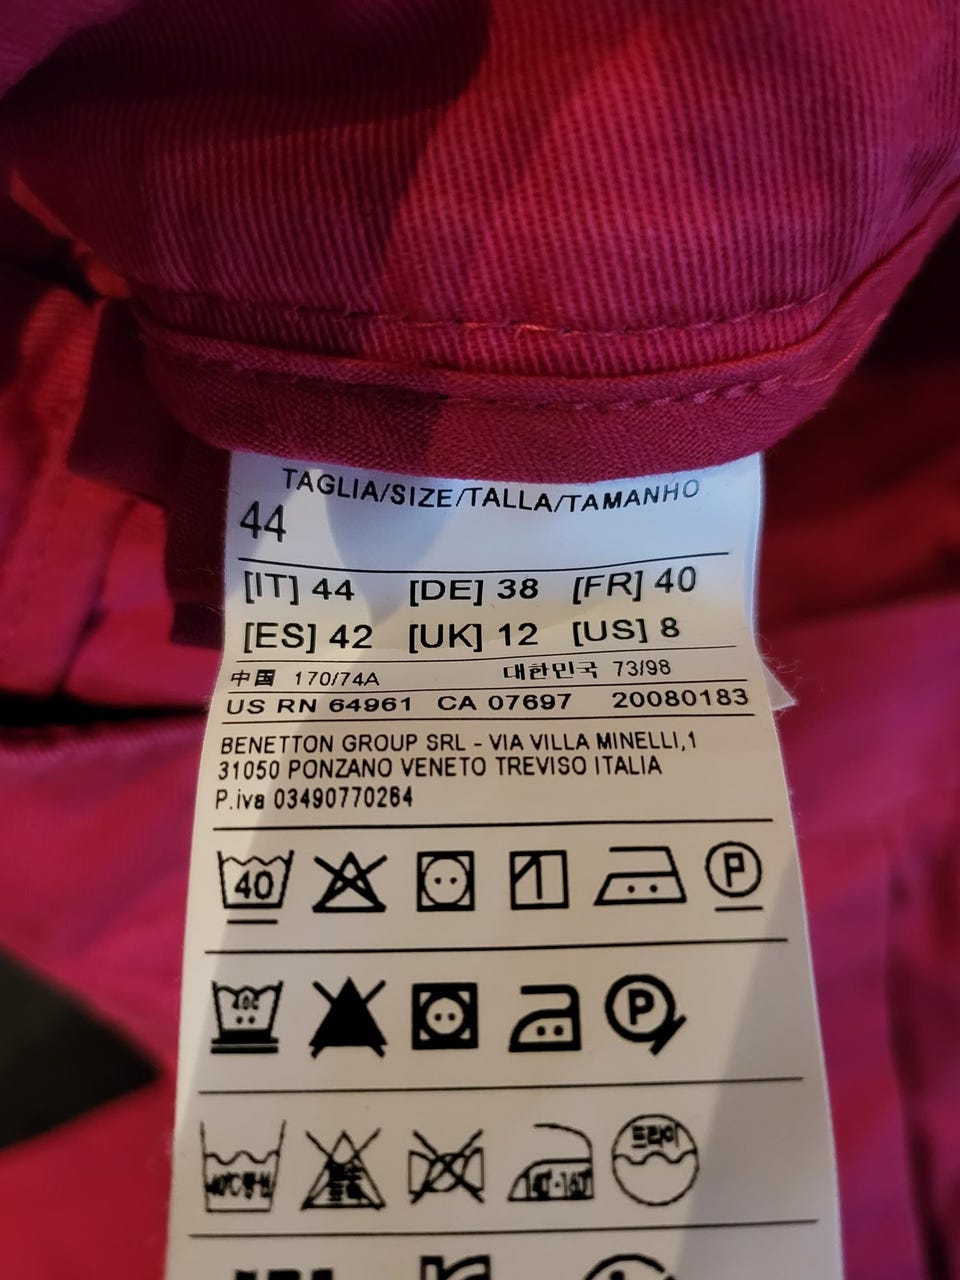 TAGLIA/SIZE/TALLA/TAMANHO
44
[IT] 44 [DE] 38 [FR] 40
[ES] 42 [UK] 12 [US] 8
中国 170/74A 대한민국 73/98
US RN 64961 CA 07697 20080183
BENETTON GROUP SRL - VIA VILLA MINELLI,1
31050 PONZANO VENETO TREVISO ITALIA
P.iva 03490770264
40 P
P
드라이